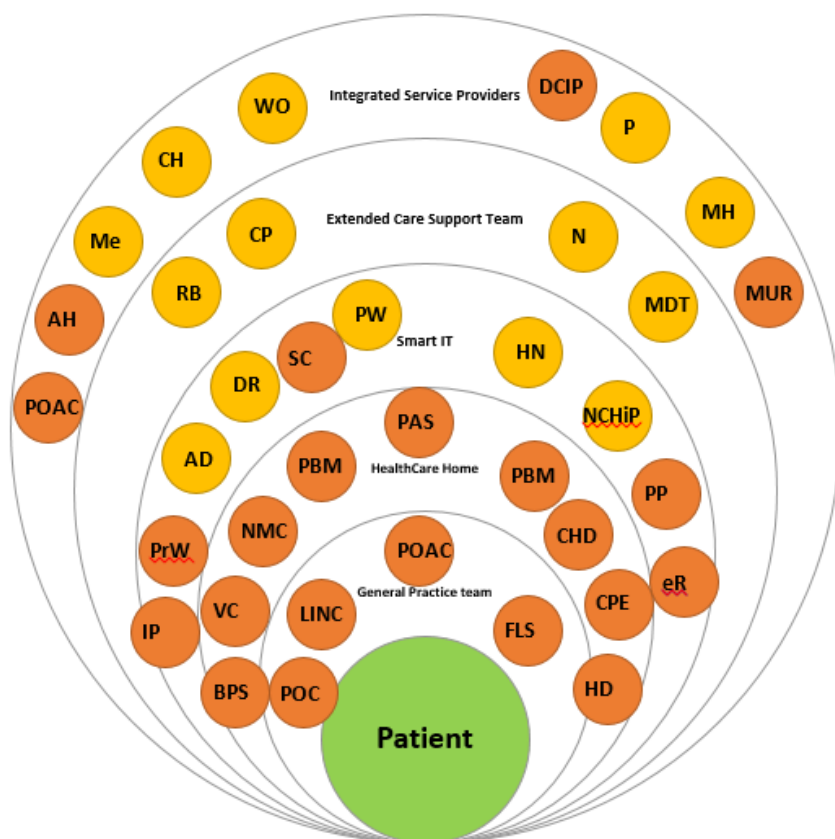 DCIP
Integrated Service Providers
WO
P
CH
MH
Extended Care Support Team
CP
N
Me
RB
MUR
MDT
AH
PW
Smart IT
HN
SC
DR
POAC
NCHiP
PAS
AD
PBM
HealthCare Home
PBM
PP
NMC
CHD
PrW
POAC
eR
General Practice team
CPE
VC
LINC
IP
FLS
BPS
POC
HD
Patient